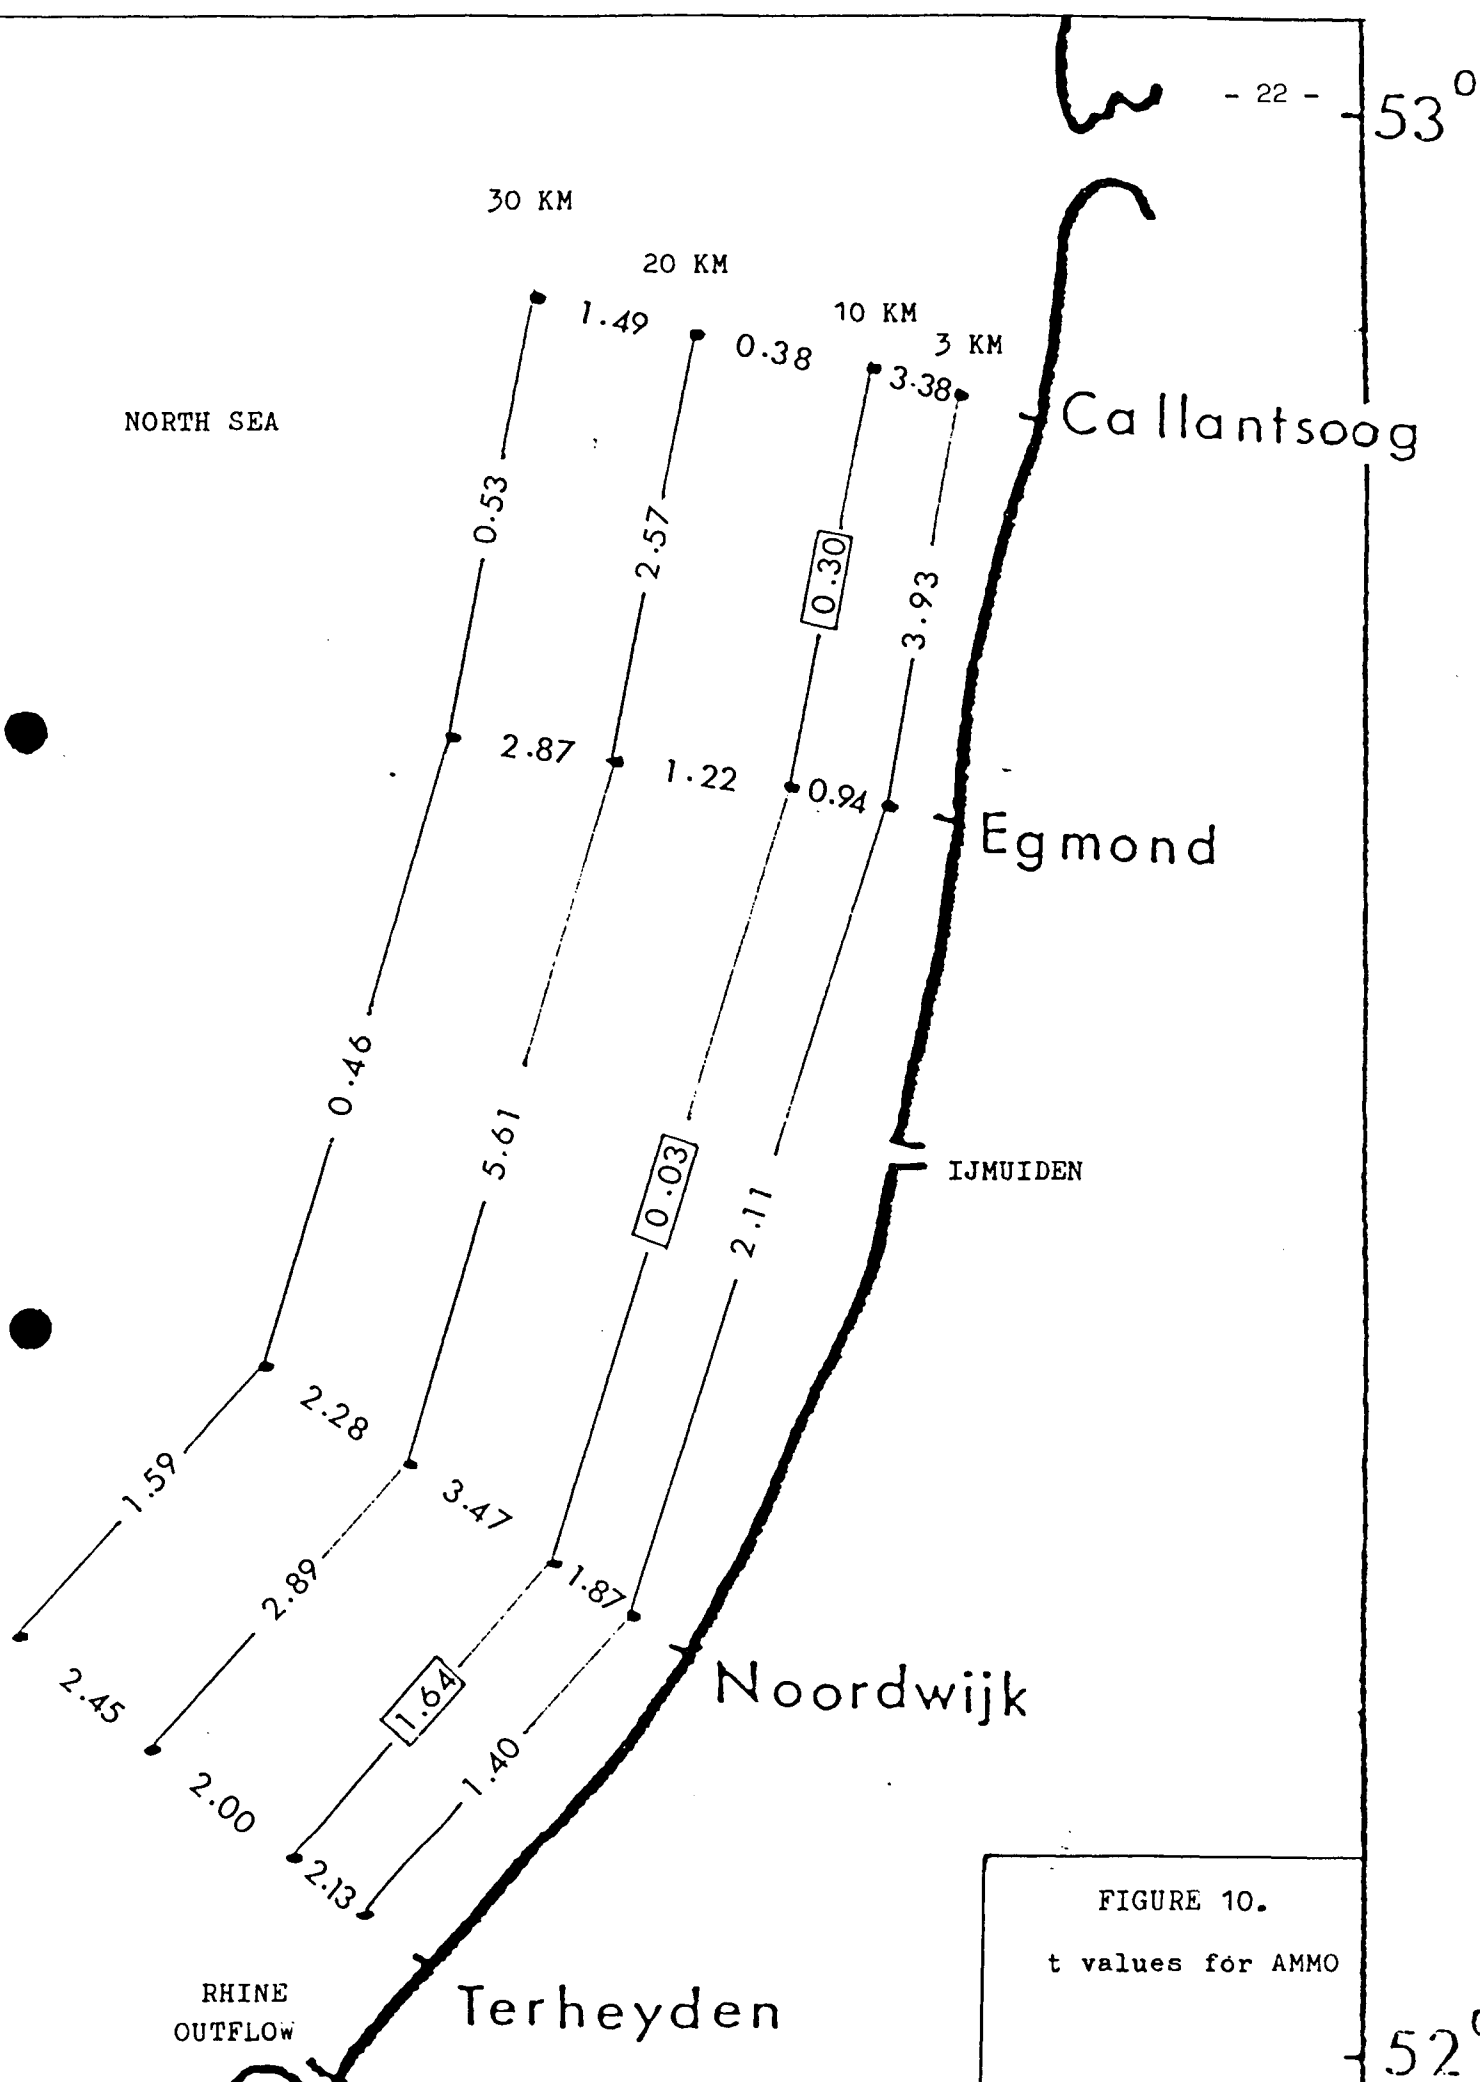 - 22 -
53°
30 KM
20 KM
10 KM
3 KM
1.49
0.38
3.38
NORTH SEA
Callantsoog
0.53
2.57
0.30
3.93
2.87
1.22
0.94
Egmond
0.46
5.61
0.03
2.11
IJMUIDEN
2.28
3.47
1.87
1.59
2.89
1.64
1.40
Noordwijk
2.45
2.00
2.13
FIGURE 10.
t values for AMMO
RHINE
OUTFLOW
Terheyden
52°